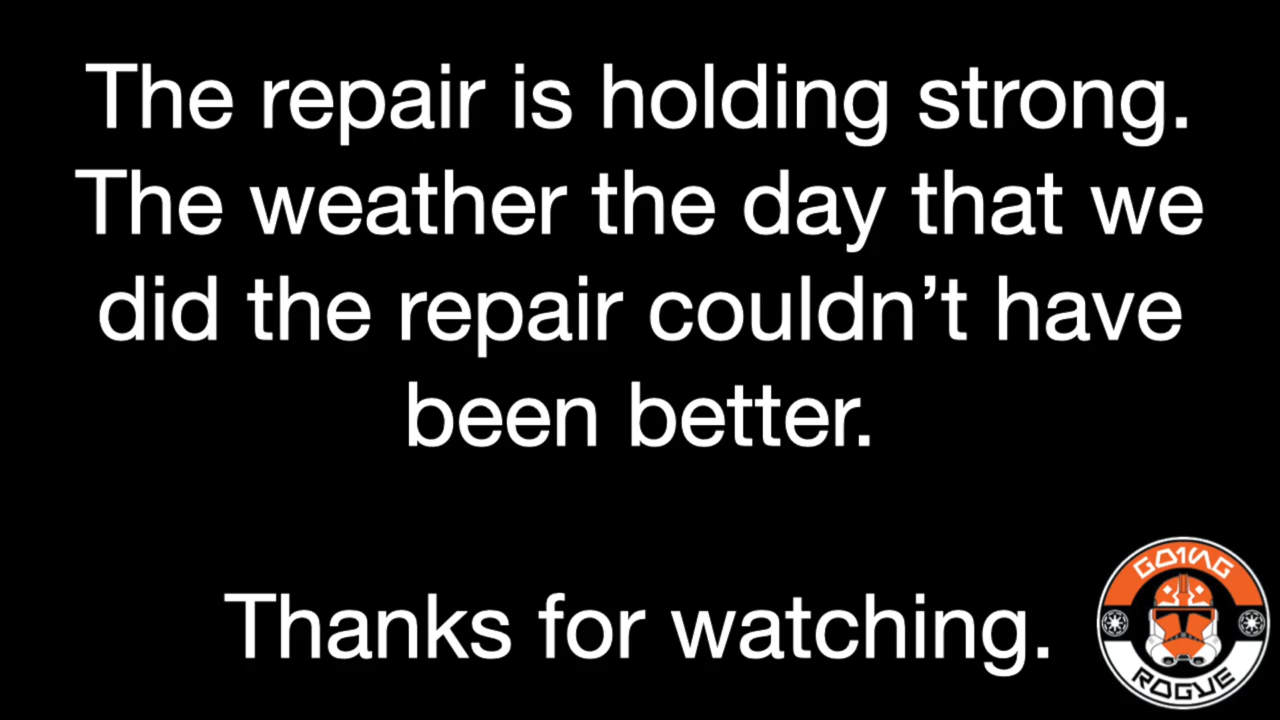 The repair is holding strong.
The weather the day that we
did the repair couldn’t have
been better.
Thanks for watching.
GOING
ROGUE